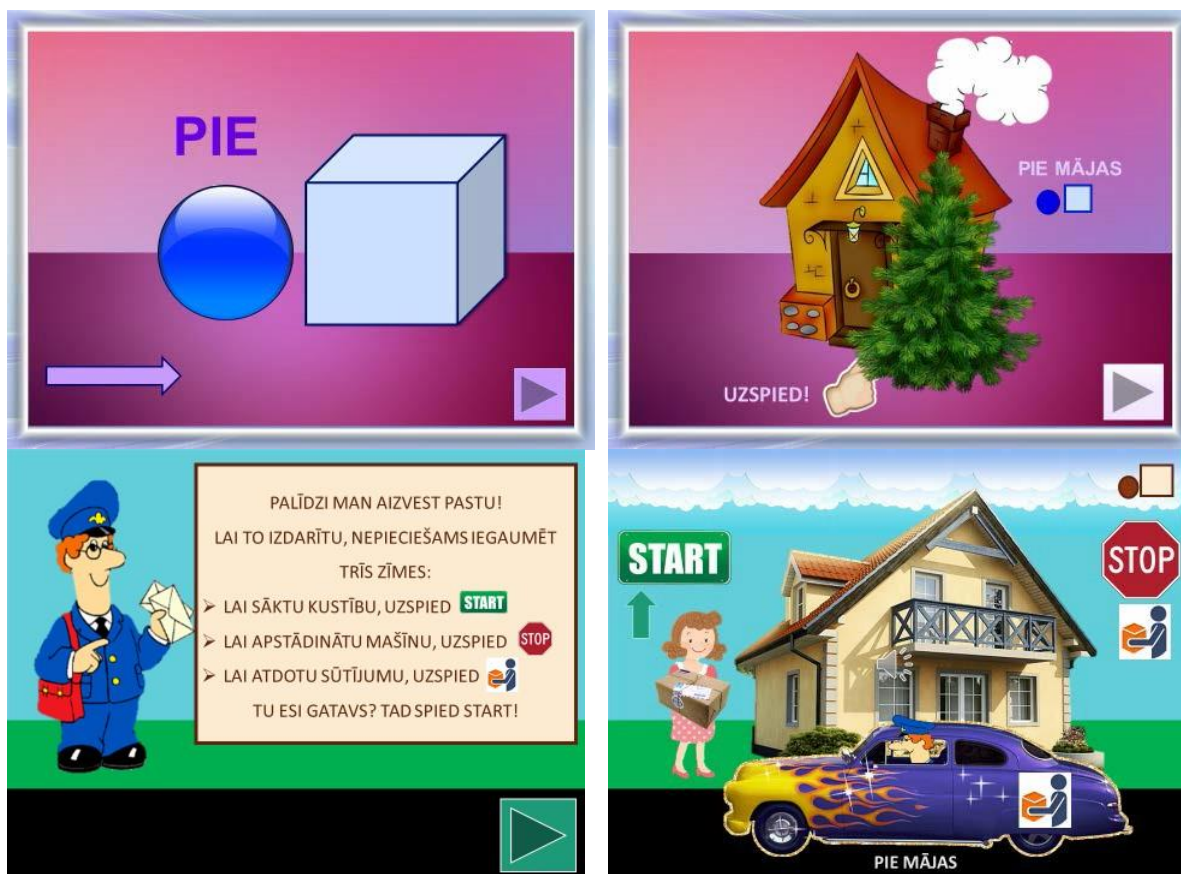 PIE
PIE MĀJAS
UZSPIED!
PALĪDZI MAN AIZVEST PASTU!
LAI TO IZDARĪTU, NEPIECIEŠAMS IEGAUMĒT
TRĪS ZĪMES:
➢ LAI SĀKTU KUSTĪBU, UZSPIED START
➢ LAI APSTĀDINĀTU MAŠĪNU, UZSPIED STOP
➢ LAI ATDOTU SŪTĪJUMU, UZSPIED
TU ESI GATAVS? TAD SPIED START!
START
STOP
PIE MĀJAS